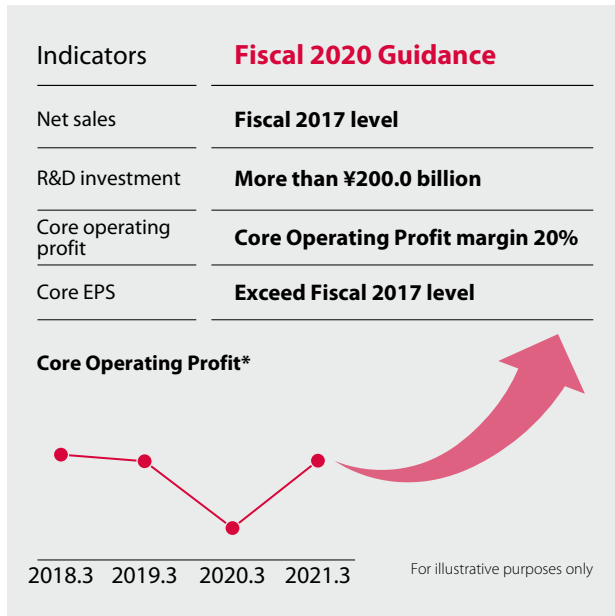 Indicators Fiscal 2020 Guidance
Net sales Fiscal 2017 level
R&D investment More than ¥200.0 billion
Core operating
profit Core Operating Profit margin 20%
Core EPS Exceed Fiscal 2017 level
Core Operating Profit*
2018.3 2019.3 2020.3 2021.3
For illustrative purposes only